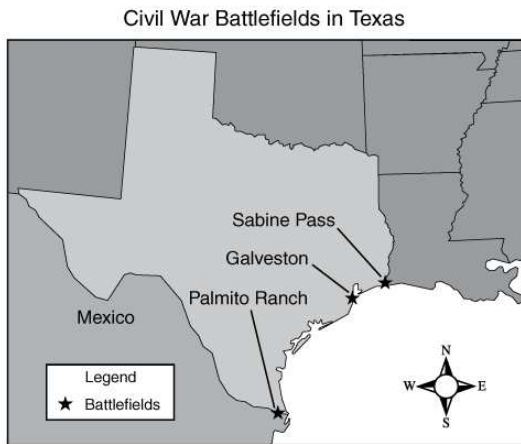 Civil War Battlefields in Texas
Sabine Pass
Galveston
Palmito Ranch
Mexico
Legend
Battlefields
N
W E
S